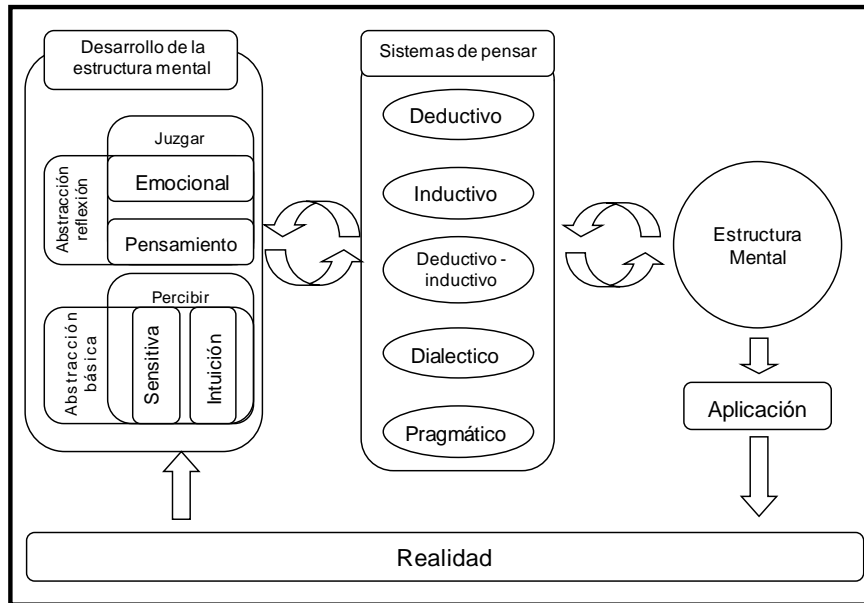 Desarrollo de la
estructura mental
Juzgar
Abstracción
reflexión
Emocional
Pensamiento
Percibir
Abstracción
básica
Sensitiva
Intuición
Sistemas de pensar
Deductivo
Inductivo
Deductivo -
inductivo
Dialectico
Pragmático
Estructura
Mental
Aplicación
Realidad